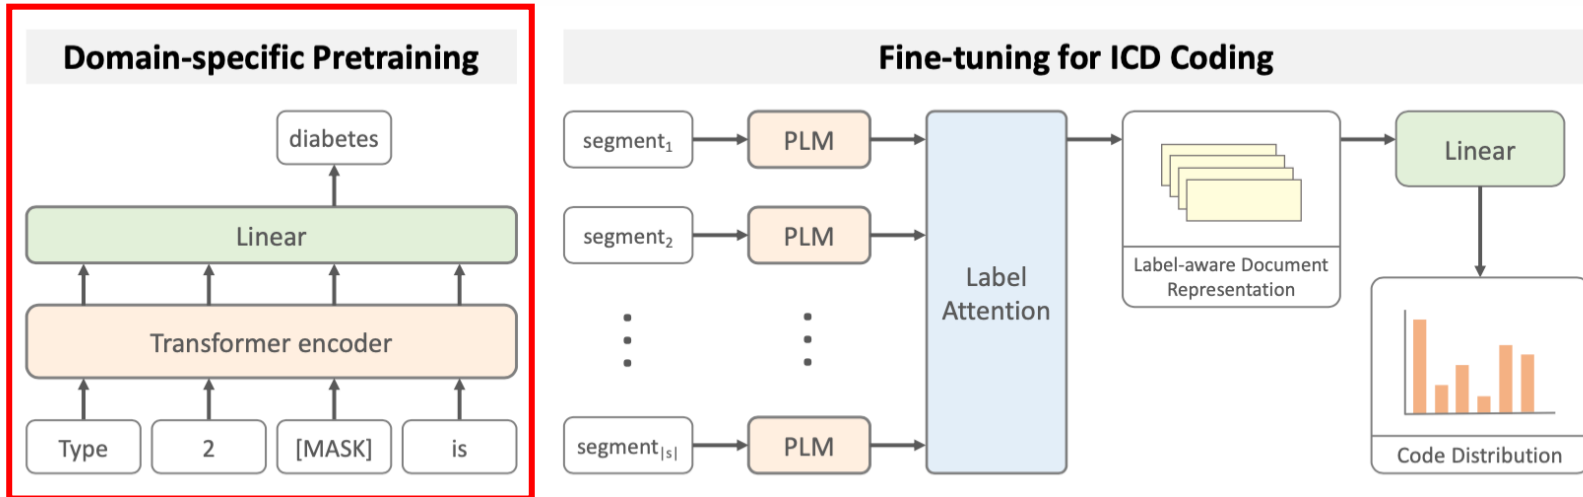 Domain-specific Pretraining
diabetes
Linear
Transformer encoder
Type 2 [MASK] is
Fine-tuning for ICD Coding
segment₁ PLM
segment₂ PLM
segment|s| PLM
Label
Attention
Label-aware Document
Representation
Linear
Code Distribution